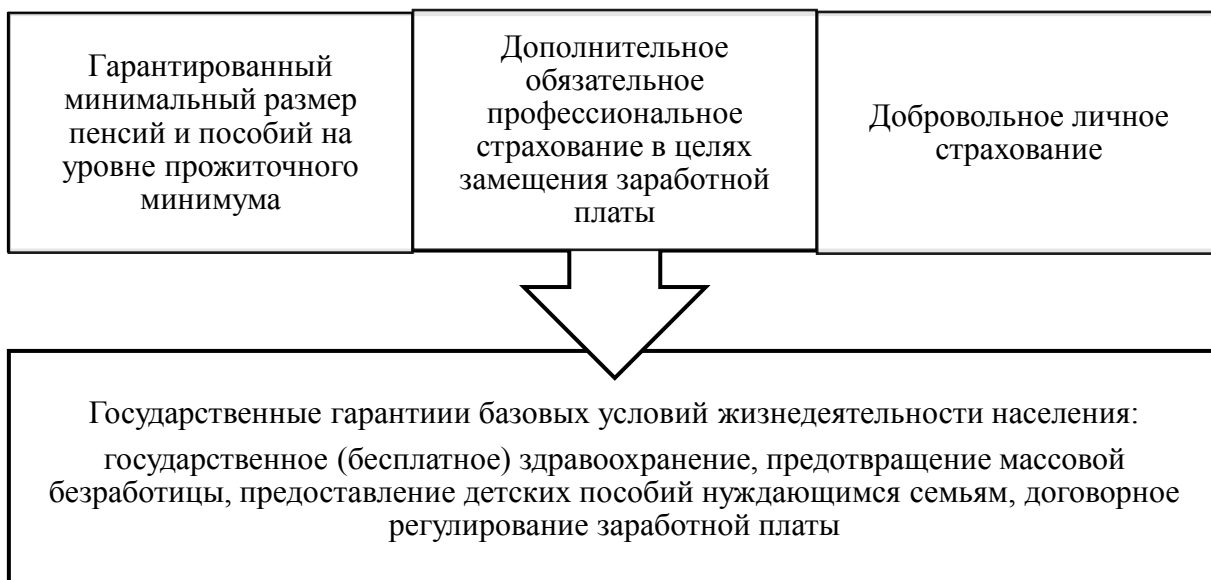 Гарантированный
минимальный размер
пенсий и пособий на
уровне прожиточного
минимума
Дополнительное
обязательное
профессиональное
страхование в целях
замещения заработной
платы
Добровольное личное
страхование
Государственные гарантиии базовых условий жизнедеятельности населения:
государственное (бесплатное) здравоохранение, предотвращение массовой
безработицы, предоставление детских пособий нуждающимся семьям, договорное
регулирование заработной платы